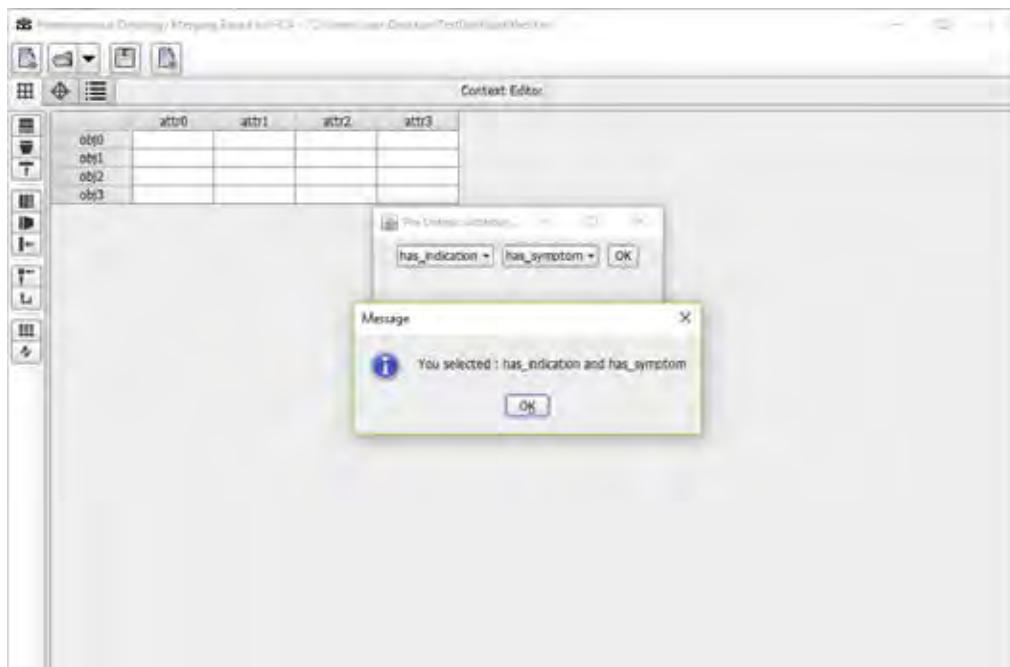 Context Editor
attr0 attr1 attr2 attr3
obj0
obj1
obj2
obj3
has_indication has_symptom OK
Message
You selected : has_indication and has_symptom
OK